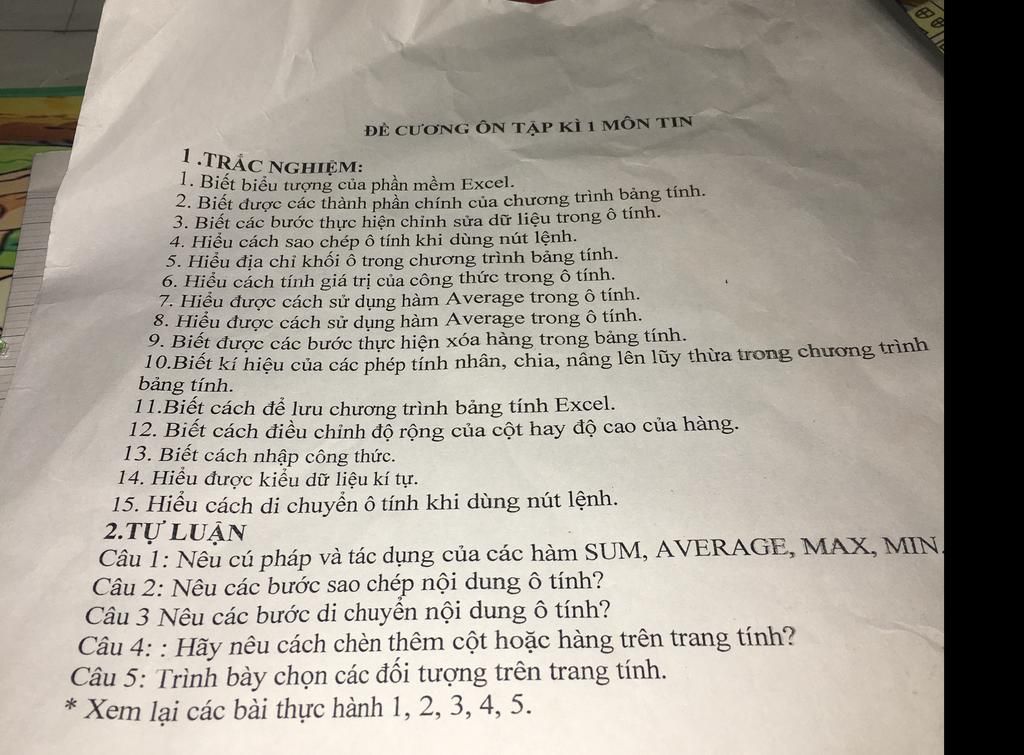 ĐỀ CƯƠNG ÔN TẬP KÌ 1 MÔN TIN
1 .TRẮC NGHIỆM:
1. Biết biểu tượng của phần mềm Excel.
2. Biết được các thành phần chính của chương trình bảng tính.
3. Biết các bước thực hiện chỉnh sửa dữ liệu trong ô tính.
4. Hiểu cách sao chép ô tính khi dùng nút lệnh.
5. Hiểu địa chỉ khối ô trong chương trình bảng tính.
6. Hiểu cách tính giá trị của công thức trong ô tính.
7. Hiểu được cách sử dụng hàm Average trong ô tính.
8. Hiểu được cách sử dụng hàm Average trong ô tính.
9. Biết được các bước thực hiện xóa hàng trong bảng tính.
10.Biết kí hiệu của các phép tính nhân, chia, nâng lên lũy thừa trong chương trình
bảng tính.
11.Biết cách để lưu chương trình bảng tính Excel.
12. Biết cách điều chỉnh độ rộng của cột hay độ cao của hàng.
13. Biết cách nhập công thức.
14. Hiểu được kiểu dữ liệu kí tự.
15. Hiểu cách di chuyển ô tính khi dùng nút lệnh.
2.TỰ LUẬN
Câu 1: Nêu cú pháp và tác dụng của các hàm SUM, AVERAGE, MAX, MIN.
Câu 2: Nêu các bước sao chép nội dung ô tính?
Câu 3 Nêu các bước di chuyển nội dung ô tính?
Câu 4: : Hãy nêu cách chèn thêm cột hoặc hàng trên trang tính?
Câu 5: Trình bày chọn các đối tượng trên trang tính.
* Xem lại các bài thực hành 1, 2, 3, 4, 5.